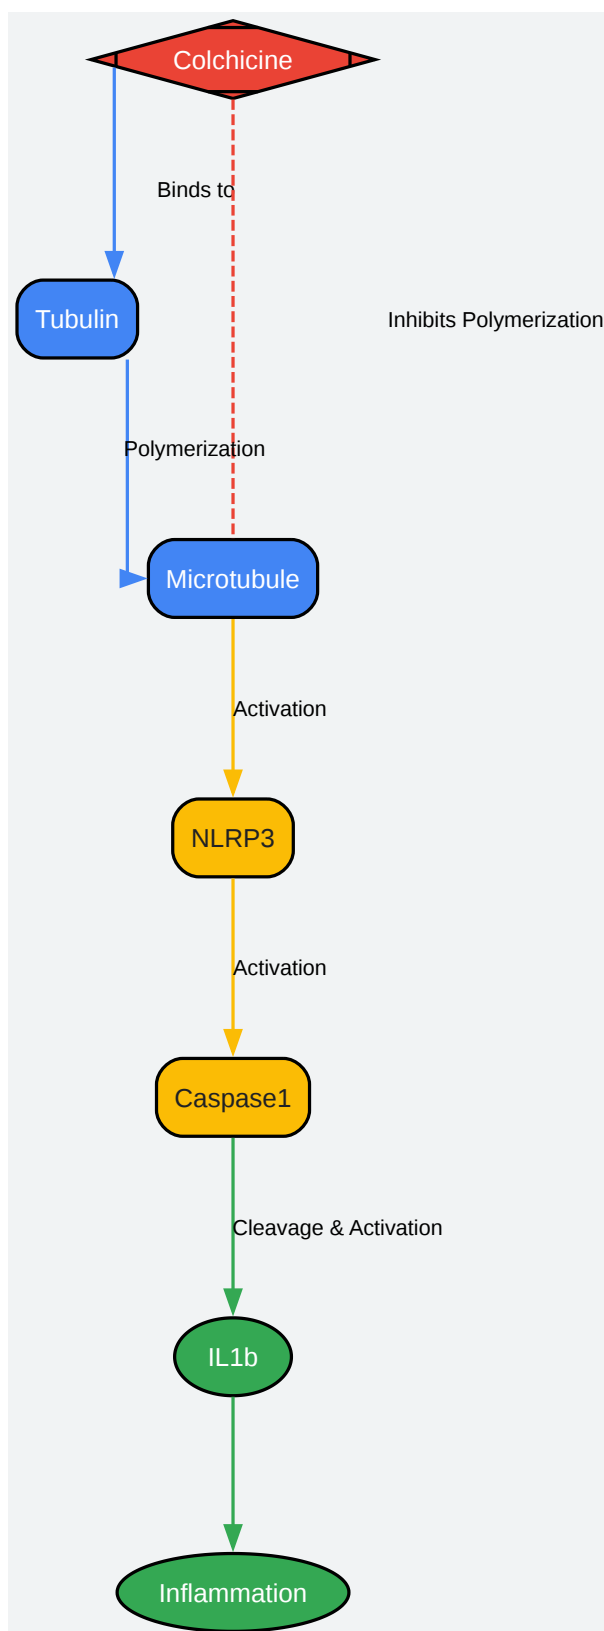 Colchicine
Binds to
Tubulin
Inhibits Polymerization
Polymerization
Microtubule
Activation
NLRP3
Activation
Caspase1
Cleavage & Activation
IL1b
Inflammation